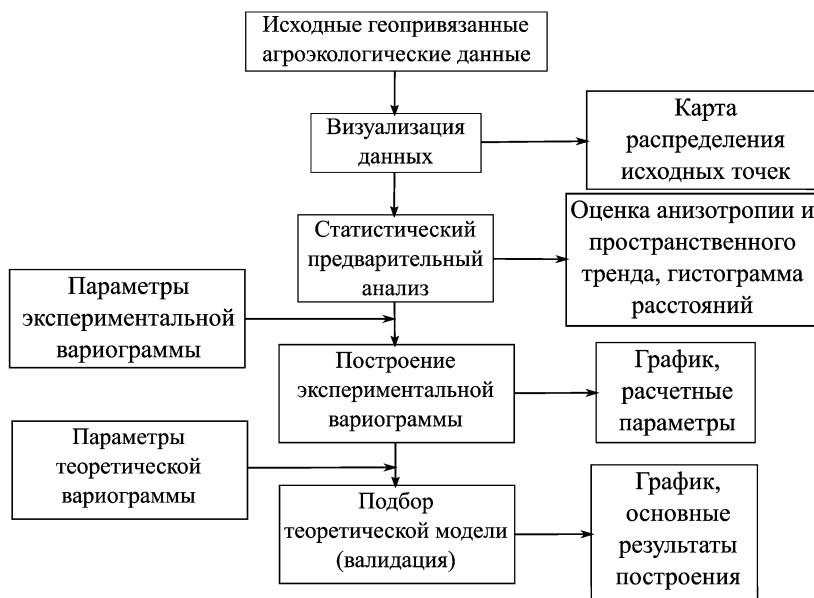 Исходные геопривязанные
агроэкологические данные
Визуализация
данных
Карта
распределения
исходных точек
Статистический
предварительный
анализ
Оценка анизотропии и
пространственного
тренда, гистограмма
расстояний
Параметры
экспериментальной
вариограммы
Построение
экспериментальной
вариограммы
График,
расчетные
параметры
Параметры
теоретической
вариограммы
Подбор
теоретической модели
(валидация)
График,
основные
результаты
построения